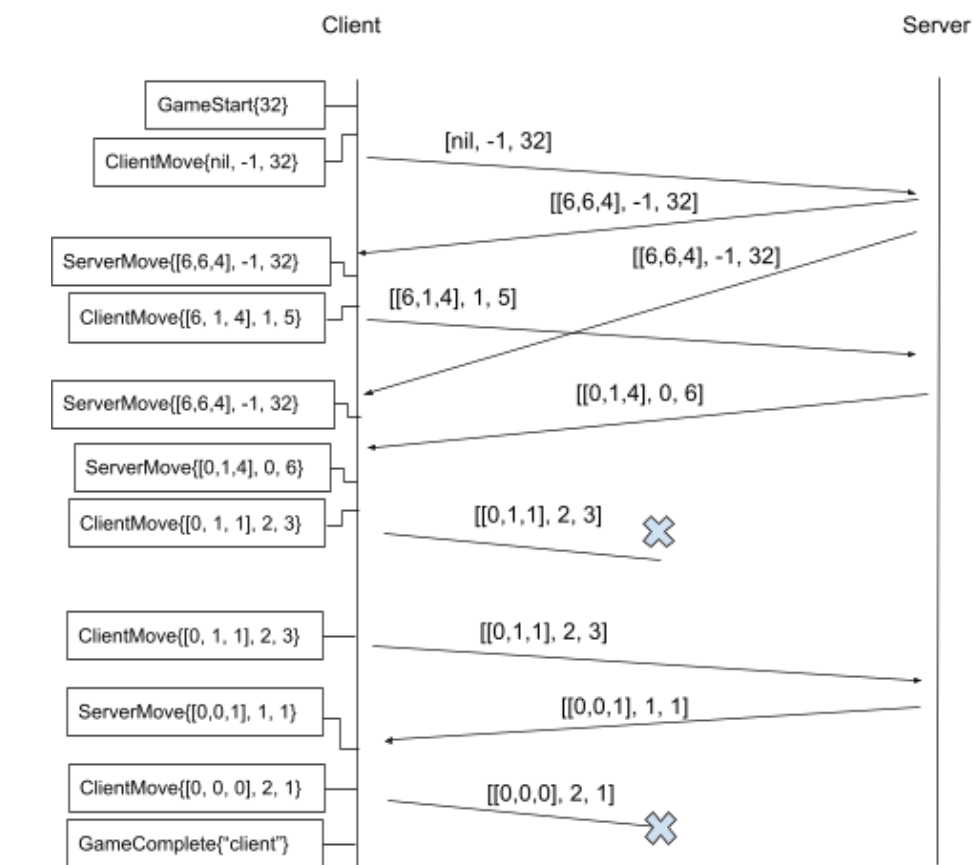 Client
Server
GameStart{32}
ClientMove{nil, -1, 32}
[nil, -1, 32]
[[6,6,4], -1, 32]
ServerMove{[6,6,4], -1, 32}
[[6,6,4], -1, 32]
ClientMove{[6, 1, 4], 1, 5}
[[6,1,4], 1, 5]
ServerMove{[6,6,4], -1, 32}
[[0,1,4], 0, 6]
ServerMove{[0,1,4], 0, 6}
ClientMove{[0, 1, 1], 2, 3}
[[0,1,1], 2, 3]
ClientMove{[0, 1, 1], 2, 3}
[[0,1,1], 2, 3]
ServerMove{[0,0,1], 1, 1}
[[0,0,1], 1, 1]
ClientMove{[0, 0, 0], 2, 1}
[[0,0,0], 2, 1]
GameComplete{"client"}